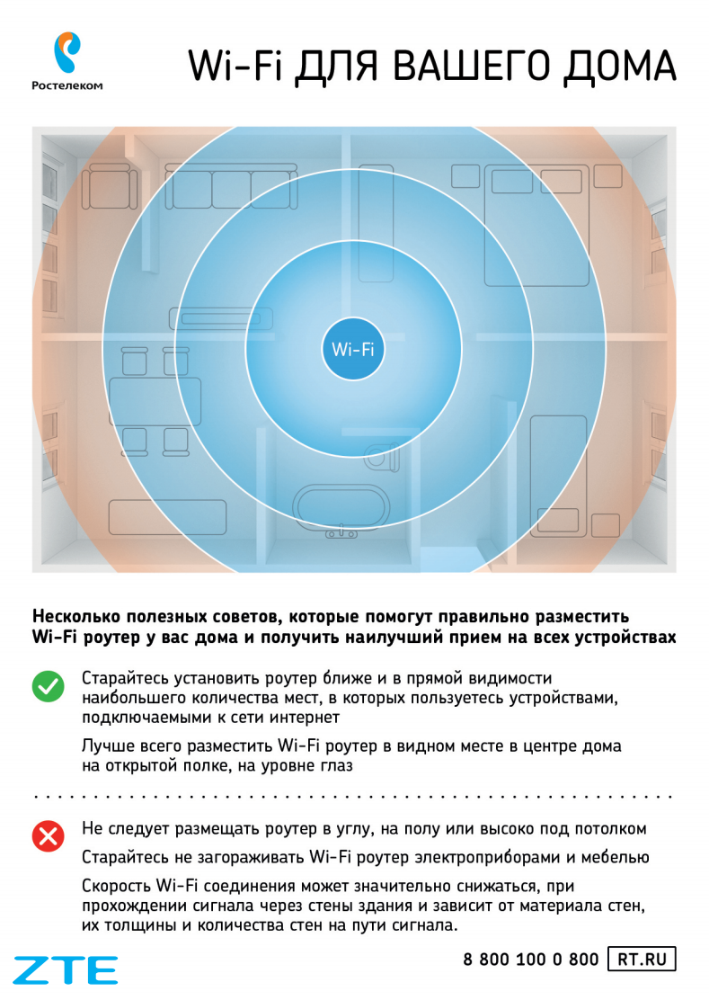 Ростелеком
Wi-Fi ДЛЯ ВАШЕГО ДОМА
Wi-Fi
Несколько полезных советов, которые помогут правильно разместить
Wi-Fi роутер у вас дома и получить наилучший прием на всех устройствах
Старайтесь установить роутер ближе и в прямой видимости
наибольшего количества мест, в которых пользуетесь устройствами,
подключаемыми к сети интернет
Лучше всего разместить Wi-Fi роутер в видном месте в центре дома
на открытой полке, на уровне глаз
Не следует размещать роутер в углу, на полу или высоко под потолком
Старайтесь не загораживать Wi-Fi роутер электроприборами и мебелью
Скорость Wi-Fi соединения может значительно снижаться, при
прохождении сигнала через стены здания и зависит от материала стен,
их толщины и количества стен на пути сигнала.
8 800 100 0 800 RT.RU
ZTE